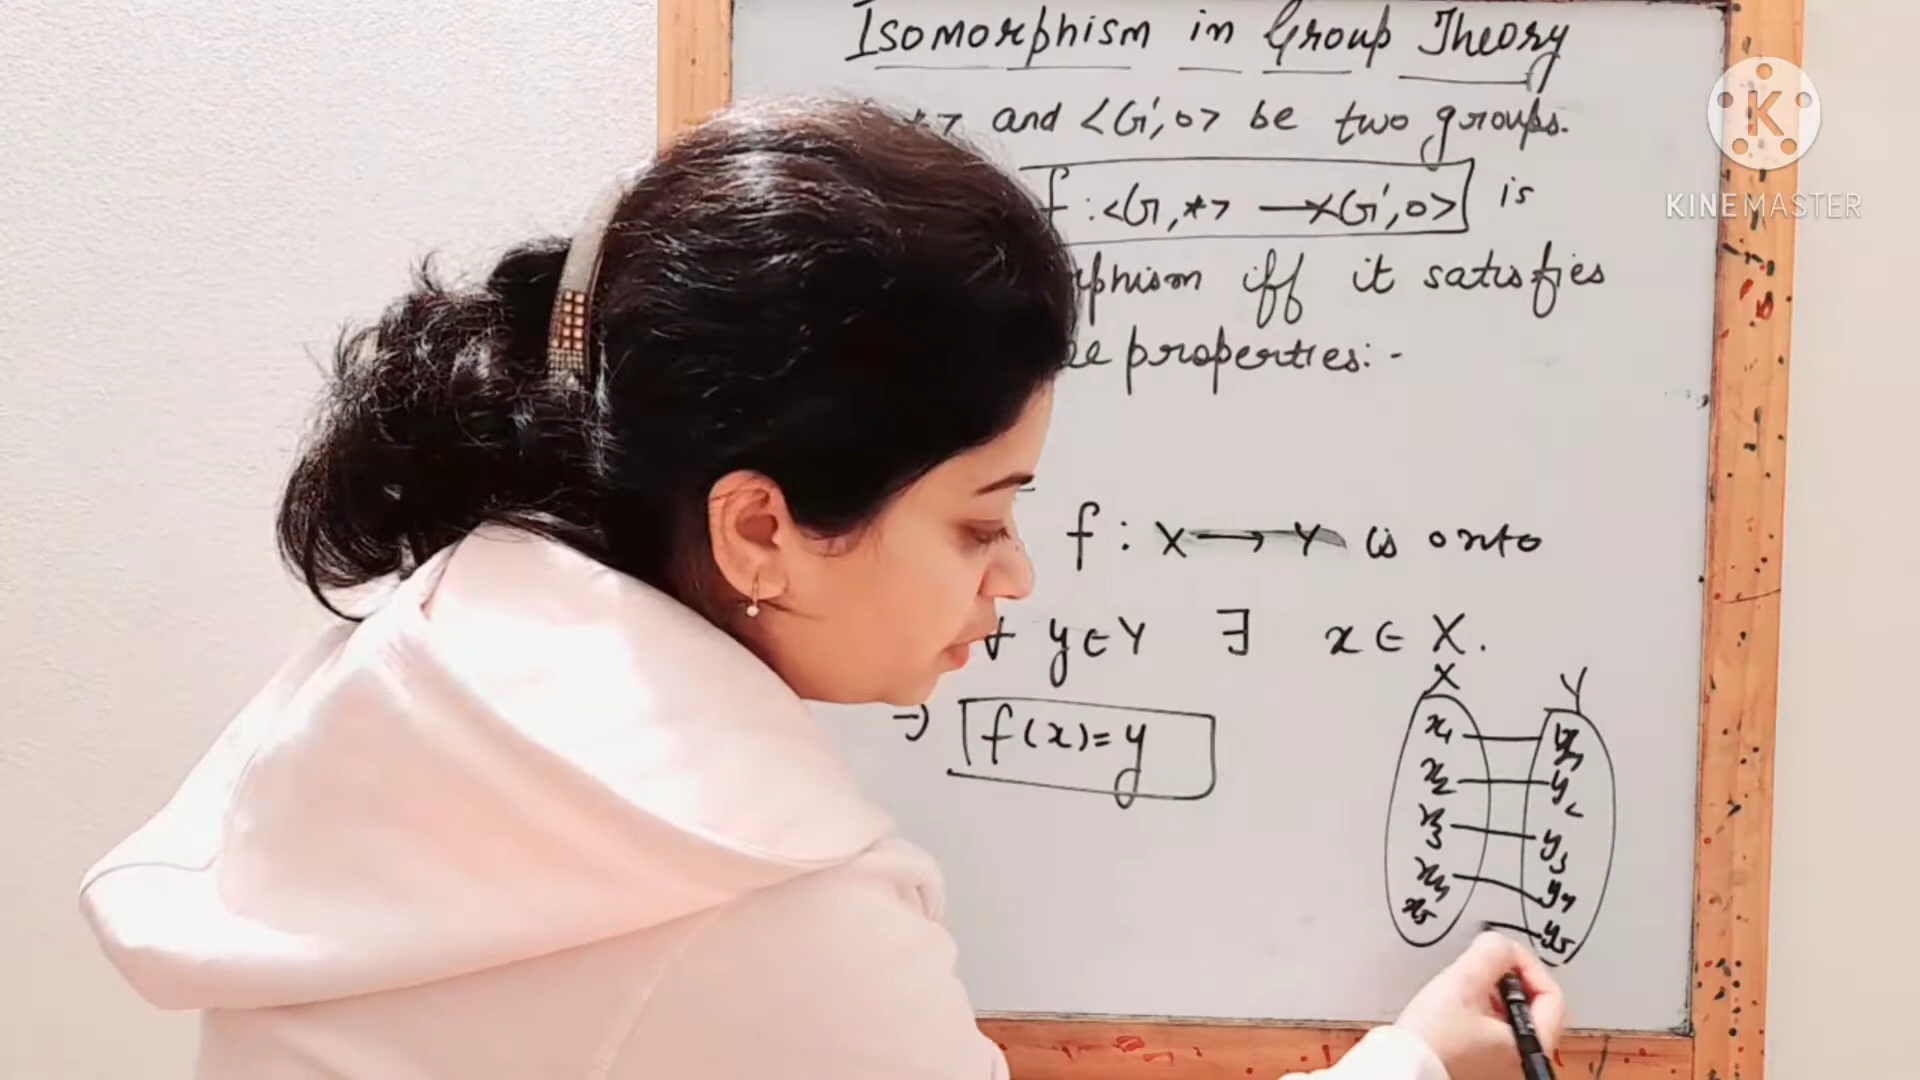 Isomorphism in Group Theory
and <G',o> be two groups.
f : <G,*> → <G',o> is
phism iff it satisfies
properties:-
f : X → Y is onto
y ∈ Y ∃ x ∈ X.
X Y
⇒ f(x)=y
x1 y1
x2 y2
x3 y3
x4 y4
x5 y5
K
KINEMASTER